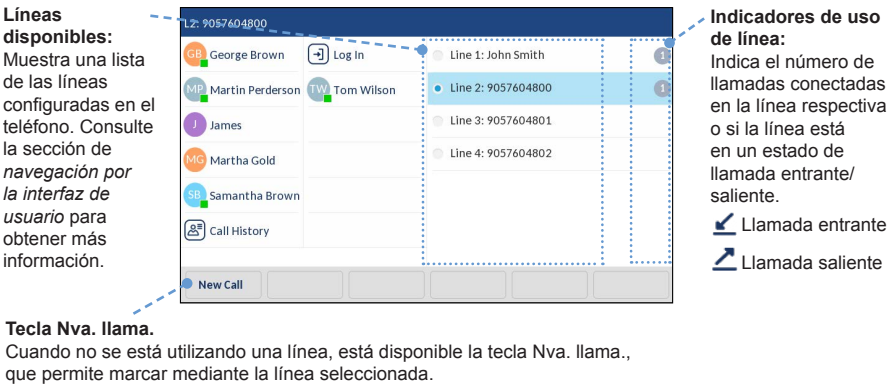 Líneas
disponibles:
Muestra una lista
de las líneas
configuradas en el
teléfono. Consulte
la sección de
navegación por
la interfaz de
usuario para
obtener más
información.
L2: 9057604800
GB George Brown
MP Martin Perderson
J James
MG Martha Gold
SB Samantha Brown
Call History
Log In
TW Tom Wilson
Line 1: John Smith 1
Line 2: 9057604800 1
Line 3: 9057604801
Line 4: 9057604802
New Call
Indicadores de uso
de línea:
Indica el número de
llamadas conectadas
en la línea respectiva
o si la línea está
en un estado de
llamada entrante/
saliente.
Llamada entrante
Llamada saliente
Tecla Nva. llama.
Cuando no se está utilizando una línea, está disponible la tecla Nva. llama.,
que permite marcar mediante la línea seleccionada.